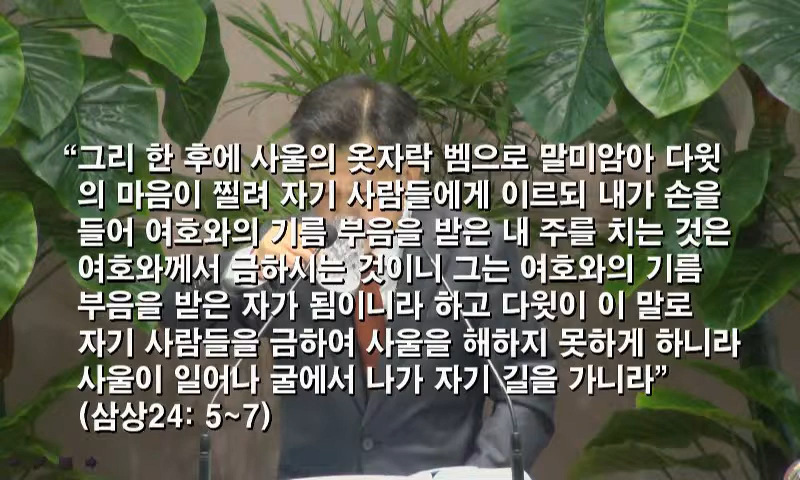 “그리 한 후에 사울의 옷자락 벰으로 말미암아 다윗
의 마음이 찔려 자기 사람들에게 이르되 내가 손을
들어 여호와의 기름 부음을 받은 내 주를 치는 것은
여호와께서 금하시는 것이니 그는 여호와의 기름
부음을 받은 자가 됨이니라 하고 다윗이 이 말로
자기 사람들을 금하여 사울을 해하지 못하게 하니라
사울이 일어나 굴에서 나가 자기 길을 가니라”
(삼상24: 5~7)